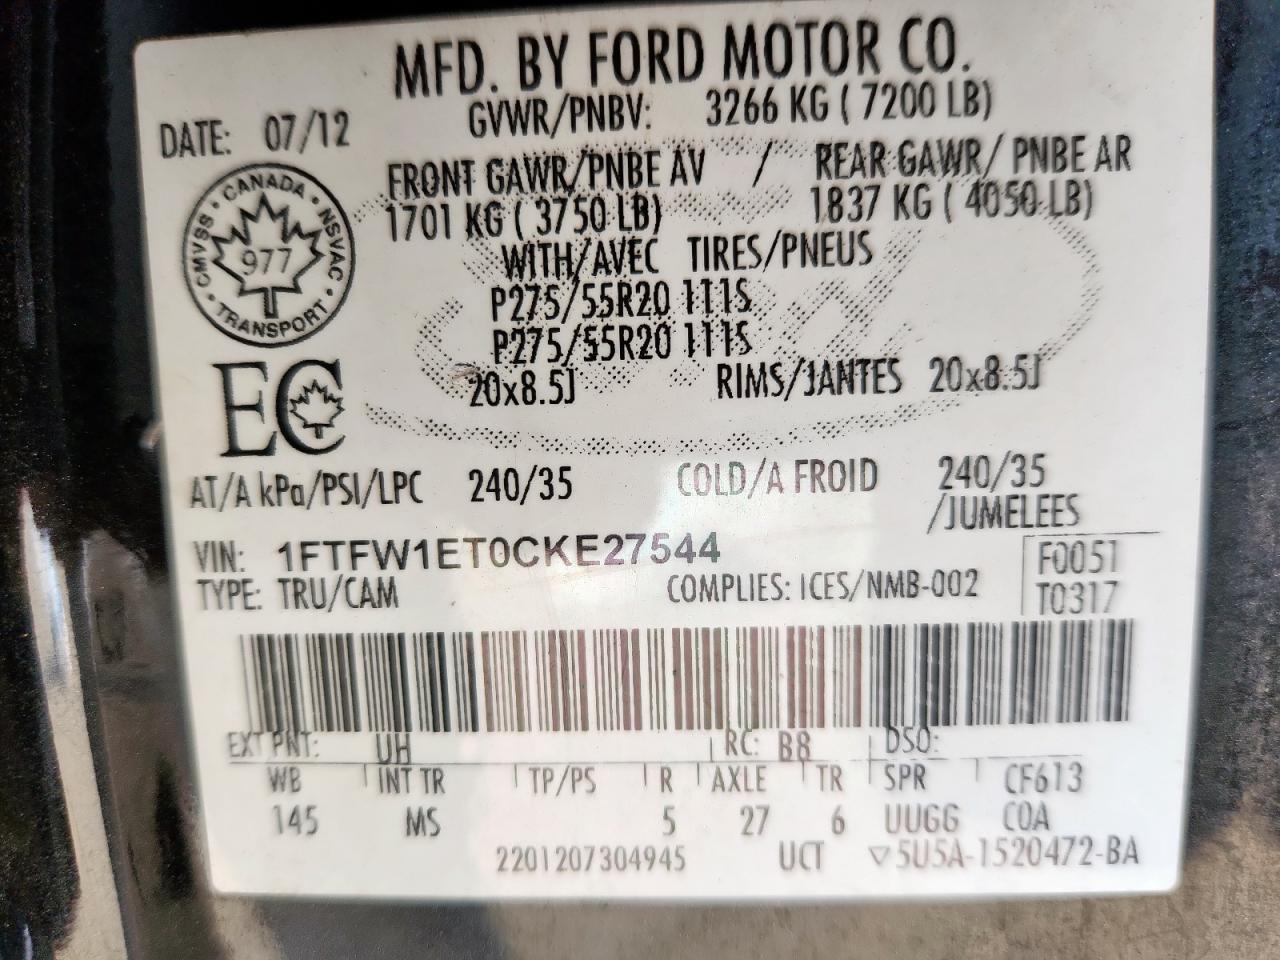 MFD. BY FORD MOTOR CO.
DATE: 07/12 GVWR/PNBV: 3266 KG ( 7200 LB)
FRONT GAWR/PNBE AV / REAR GAWR/ PNBE AR
1701 KG ( 3750 LB) 1837 KG ( 4050 LB)
WITH/AVEC TIRES/PNEUS
P275/55R20 111S
P275/55R20 111S
20x8.5J RIMS/JANTES 20x8.5J
CANADA · NSVAC · TRANSPORT · CMVSS ·
977
EC
AT/A kPa/PSI/LPC 240/35 COLD/A FROID 240/35
/JUMELEES
VIN: 1FTFW1ET0CKE27544 F0051
TYPE: TRU/CAM COMPLIES: ICES/NMB-002 T0317
EXT PNT: UH RC: B8 DSO:
WB INT TR TP/PS R AXLE TR SPR CF613
145 MS 5 27 6 UUGG COA
2201207304945 UCT ▽5U5A-1520472-BA